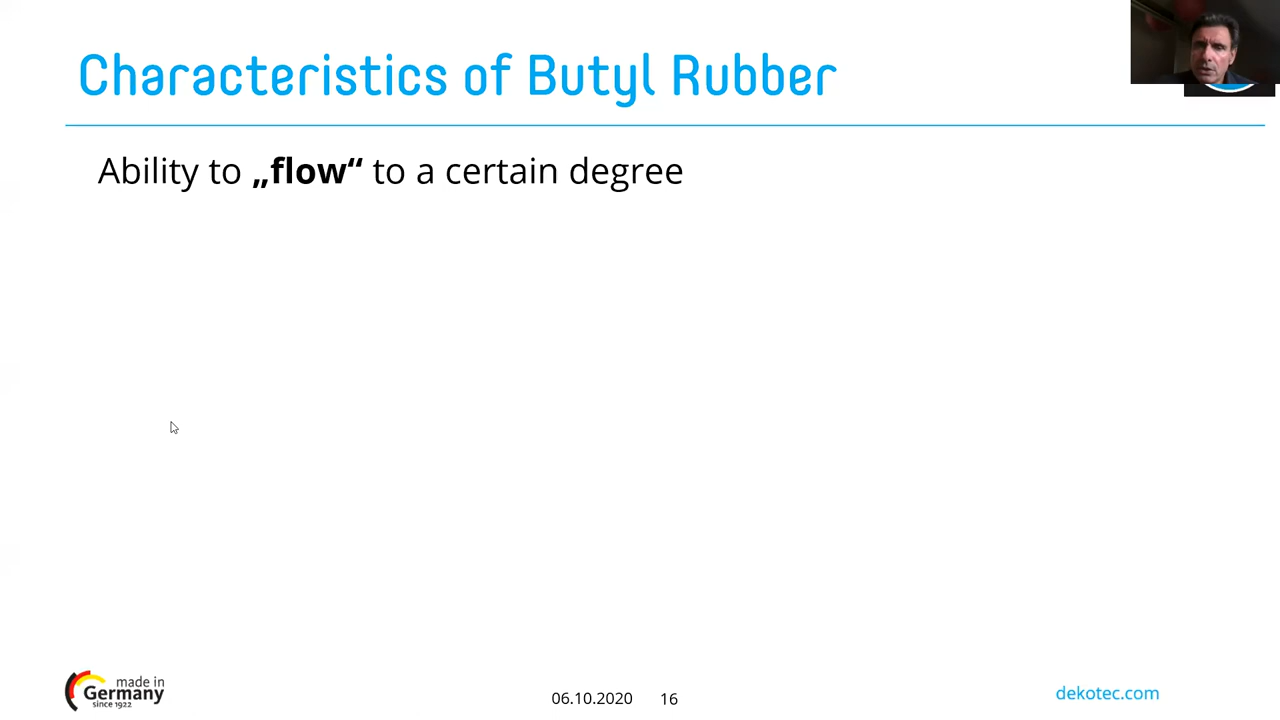 Characteristics of Butyl Rubber
Ability to „flow“ to a certain degree
made in
Germany
since 1922
06.10.2020
16
dekotec.com